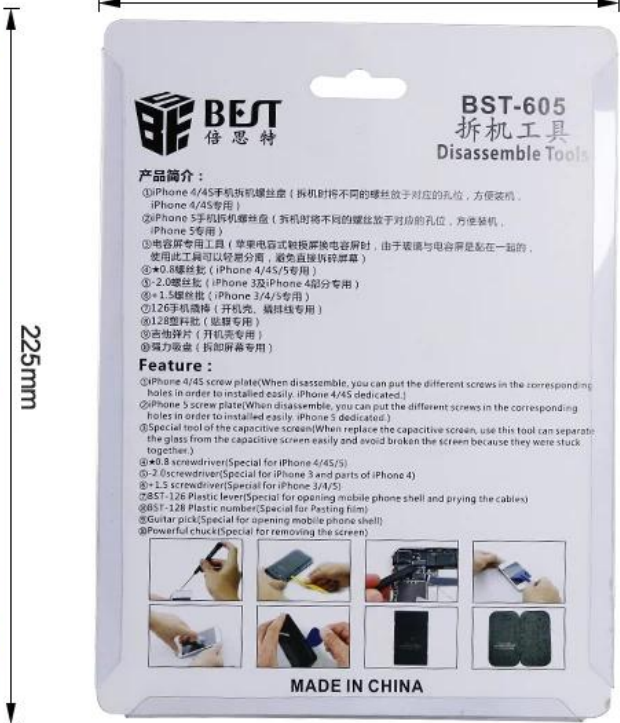 BEST
倍思特
BST-605
拆机工具
Disassemble Tools
产品简介：
①iPhone 4/4S手机拆机螺丝盘（拆机时将不同的螺丝放于对应的孔位，方便装机，
iPhone 4/4S专用）
②iPhone 5手机拆机螺丝盘（拆机时将不同的螺丝放于对应的孔位，方便装机，
iPhone 5专用）
③电容屏专用工具（苹果电容式触摸屏换电容屏时，由于玻璃与电容屏是黏在一起的，
使用此工具可以轻易分离，避免直接拆碎屏幕）
④★0.8螺丝批（iPhone 4/4S/5专用）
⑤-2.0螺丝批（iPhone 3及iPhone 4部分专用）
⑥+1.5螺丝批（iPhone 3/4/5专用）
⑦126手机撬棒（开机壳、撬排线专用）
⑧128塑料批（贴膜专用）
⑨吉他弹片（开机壳专用）
⑩强力吸盘（拆卸屏幕专用）
Feature：
①iPhone 4/4S screw plate(When disassemble, you can put the different screws in the corresponding
holes in order to installed easily. iPhone 4/4S dedicated.)
②iPhone 5 screw plate(When disassemble, you can put the different screws in the corresponding
holes in order to installed easily. iPhone 5 dedicated.)
③Special tool of the capacitive screen(When replace the capacitive screen, use this tool can separate
the glass from the capacitive screen easily and avoid broken the screen because they were stuck
together.)
④★0.8 screwdriver(Special for iPhone 4/4S/5)
⑤-2.0screwdriver(Special for iPhone 3 and parts of iPhone 4)
⑥+1.5 screwdriver(Special for iPhone 3/4/5)
⑦BST-126 Plastic lever(Special for opening mobile phone shell and prying the cables)
⑧BST-128 Plastic number(Special for Pasting film)
⑨Guitar pick(Special for opening mobile phone shell)
⑩Powerful chuck(Special for removing the screen)
MADE IN CHINA
225mm